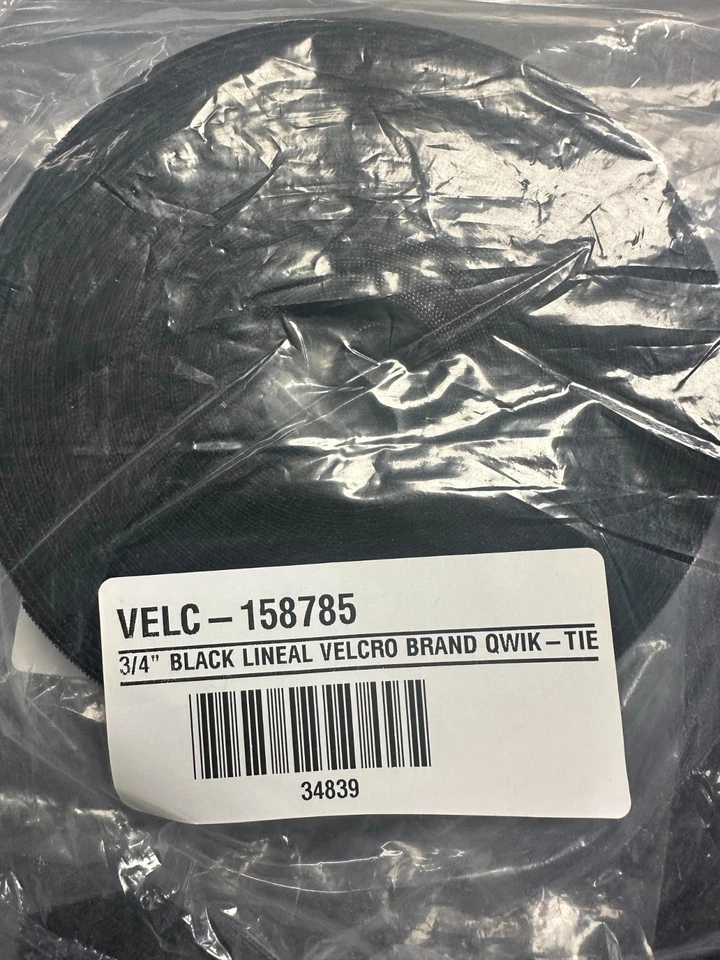 VELC – 158785
3/4" BLACK LINEAL VELCRO BRAND QWIK – TIE
34839